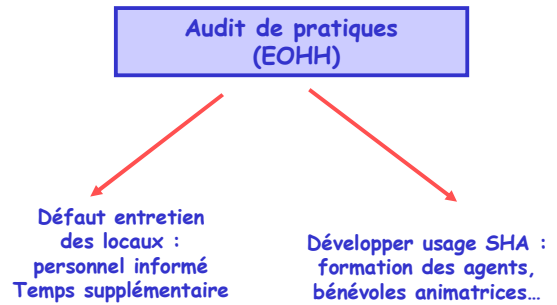 Audit de pratiques
(EOHH)
Défaut entretien
des locaux :
personnel informé
Temps supplémentaire
Développer usage SHA :
formation des agents,
bénévoles animatrices…